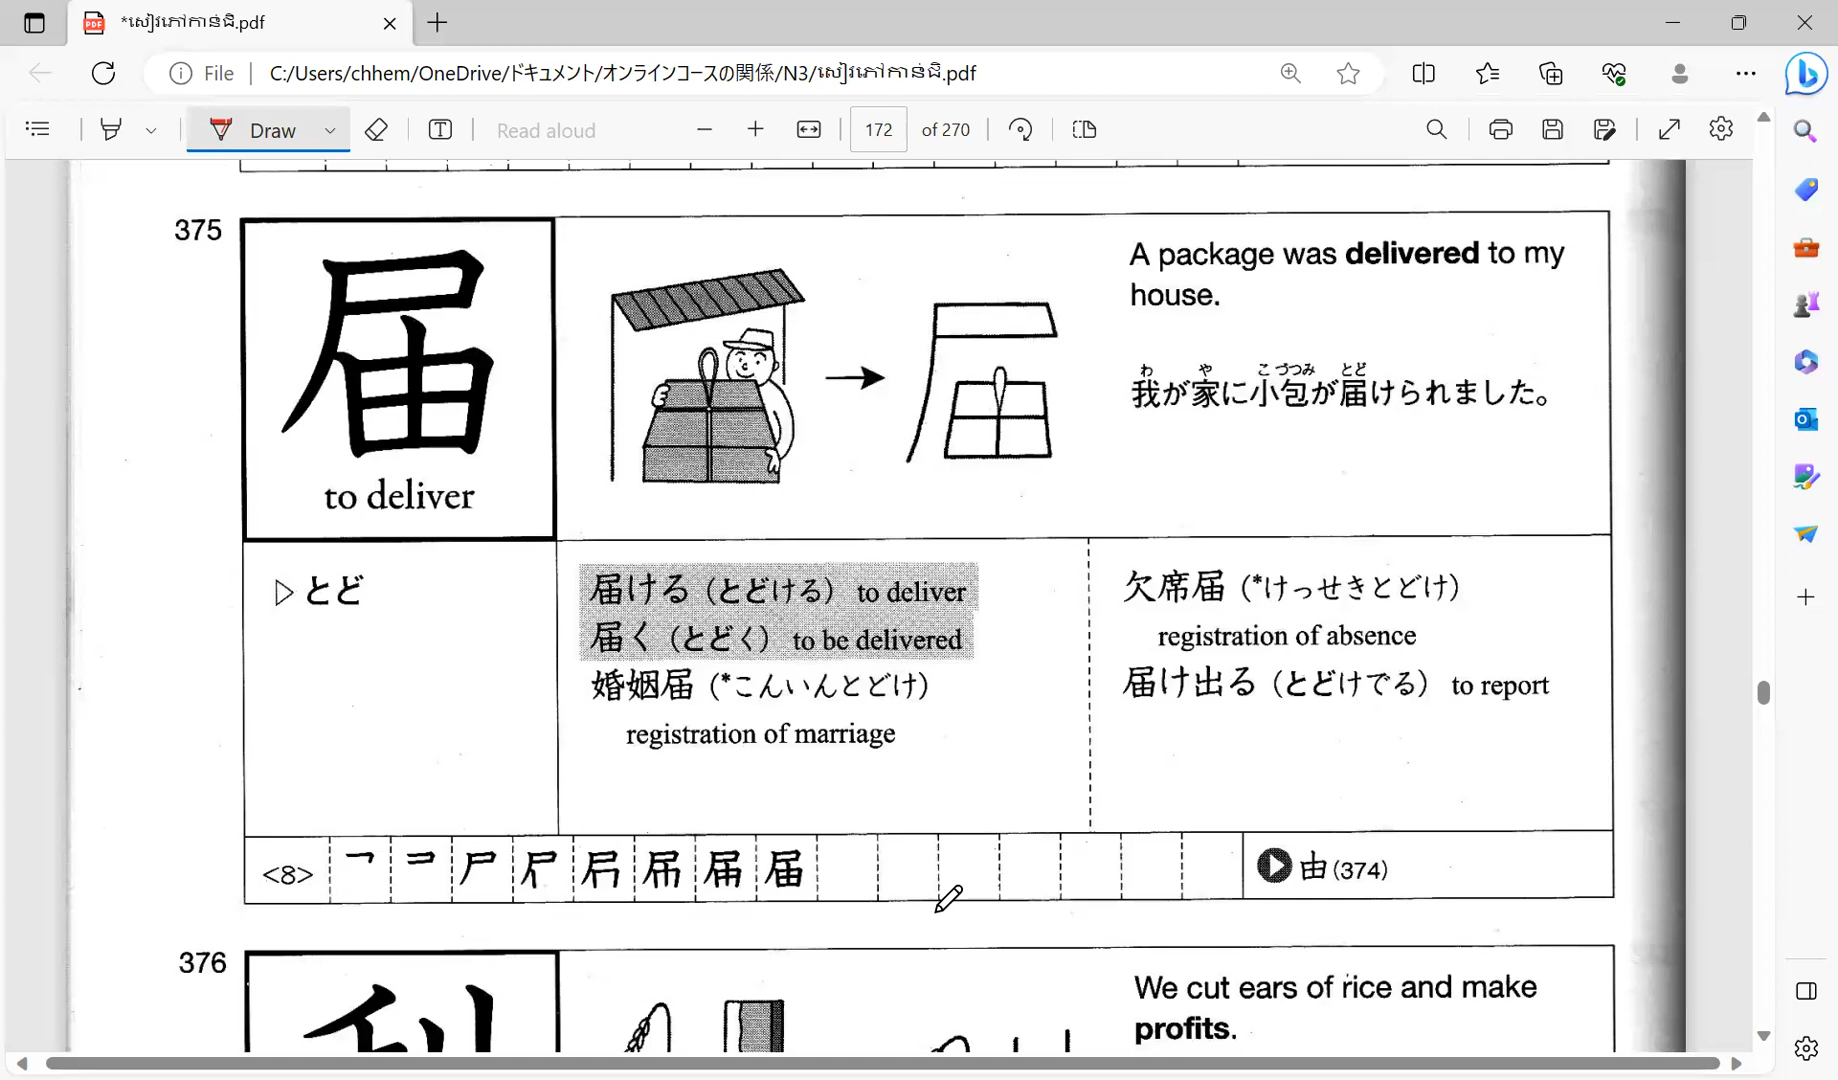 *សៀវភៅកាន់ជិ.pdf
File
C:/Users/chhem/OneDrive/ドキュメント/オンラインコースの関係/N3/សៀវភៅកាន់ជិ.pdf
Draw
Read aloud
172
of 270
375
届
to deliver
A package was delivered to my
house.
わ や こづつみ とど
我が家に小包が届けられました。
▷とど
届ける（とどける） to deliver
届く（とどく） to be delivered
婚姻届（*こんいんとどけ）
registration of marriage
欠席届（*けっせきとどけ）
registration of absence
届け出る（とどけでる） to report
<8>
届
由 (374)
376
We cut ears of rice and make
profits.